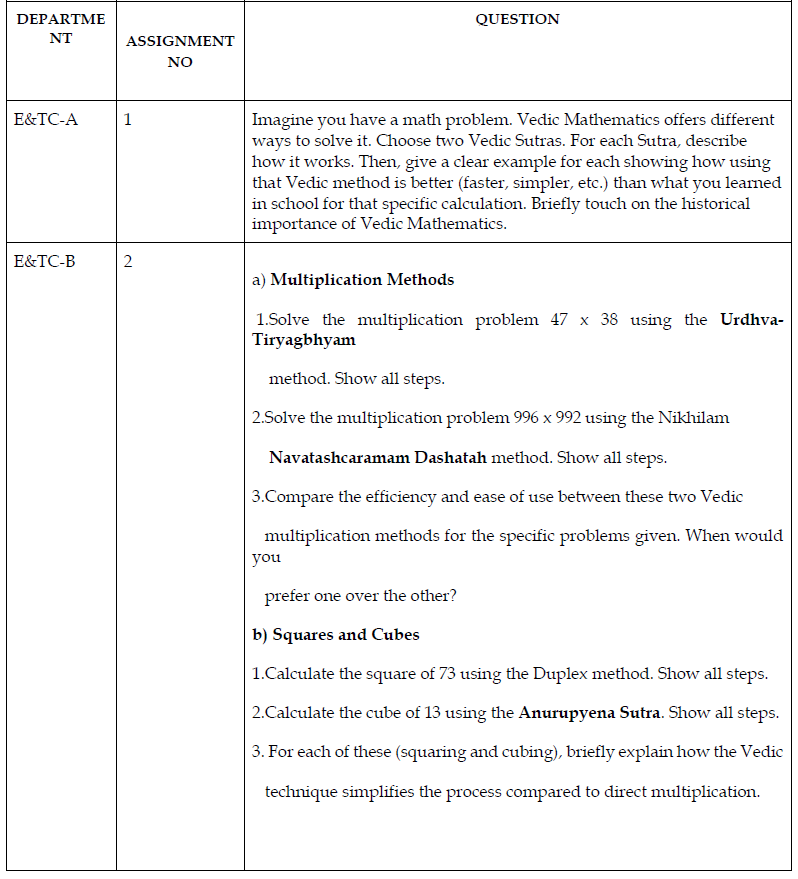 DEPARTME
NT
ASSIGNMENT
NO
QUESTION
E&TC-A
1
Imagine you have a math problem. Vedic Mathematics offers different
ways to solve it. Choose two Vedic Sutras. For each Sutra, describe
how it works. Then, give a clear example for each showing how using
that Vedic method is better (faster, simpler, etc.) than what you learned
in school for that specific calculation. Briefly touch on the historical
importance of Vedic Mathematics.
E&TC-B
2
a) Multiplication Methods
1.Solve the multiplication problem 47 x 38 using the Urdhva-
Tiryagbhyam
method. Show all steps.
2.Solve the multiplication problem 996 x 992 using the Nikhilam
Navatashcaramam Dashatah method. Show all steps.
3.Compare the efficiency and ease of use between these two Vedic
multiplication methods for the specific problems given. When would
you
prefer one over the other?
b) Squares and Cubes
1.Calculate the square of 73 using the Duplex method. Show all steps.
2.Calculate the cube of 13 using the Anurupyena Sutra. Show all steps.
3. For each of these (squaring and cubing), briefly explain how the Vedic
technique simplifies the process compared to direct multiplication.